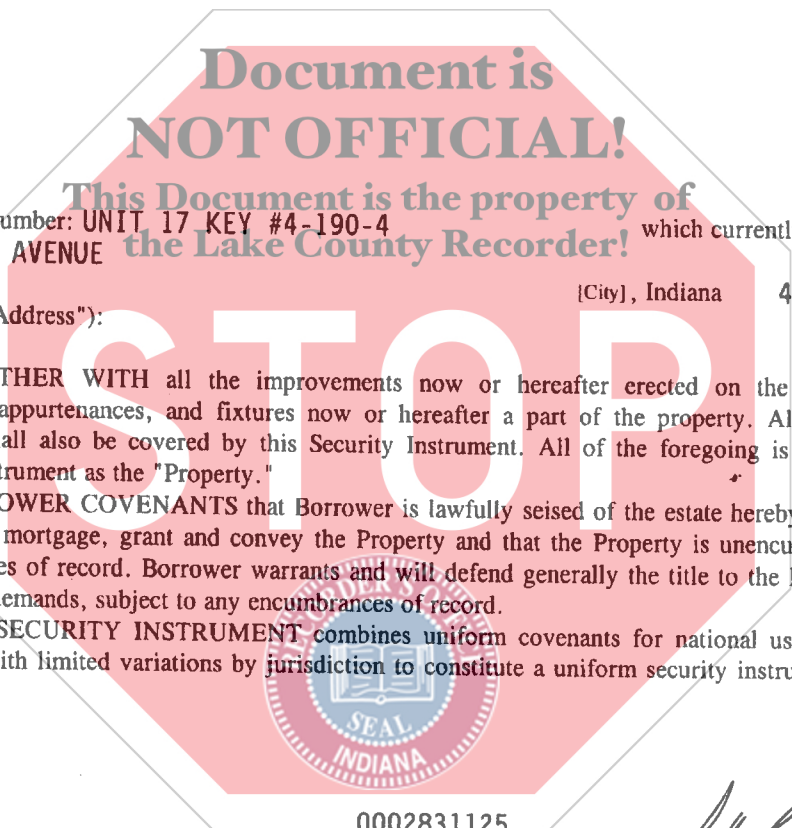 Document is
NOT OFFICIAL!
This Document is the property of
the Lake County Recorder!
umber: UNIT 17 KEY #4-190-4 which currentl
AVENUE
[City], Indiana 4
Address"):
STOP
THER WITH all the improvements now or hereafter erected on the
appurtenances, and fixtures now or hereafter a part of the property. Al
all also be covered by this Security Instrument. All of the foregoing is
trument as the "Property."
OWER COVENANTS that Borrower is lawfully seised of the estate hereby
mortgage, grant and convey the Property and that the Property is unencu
es of record. Borrower warrants and will defend generally the title to the
emands, subject to any encumbrances of record.
SECURITY INSTRUMENT combines uniform covenants for national us
ith limited variations by jurisdiction to constitute a uniform security instru
SEAL
INDIANA
0002831125